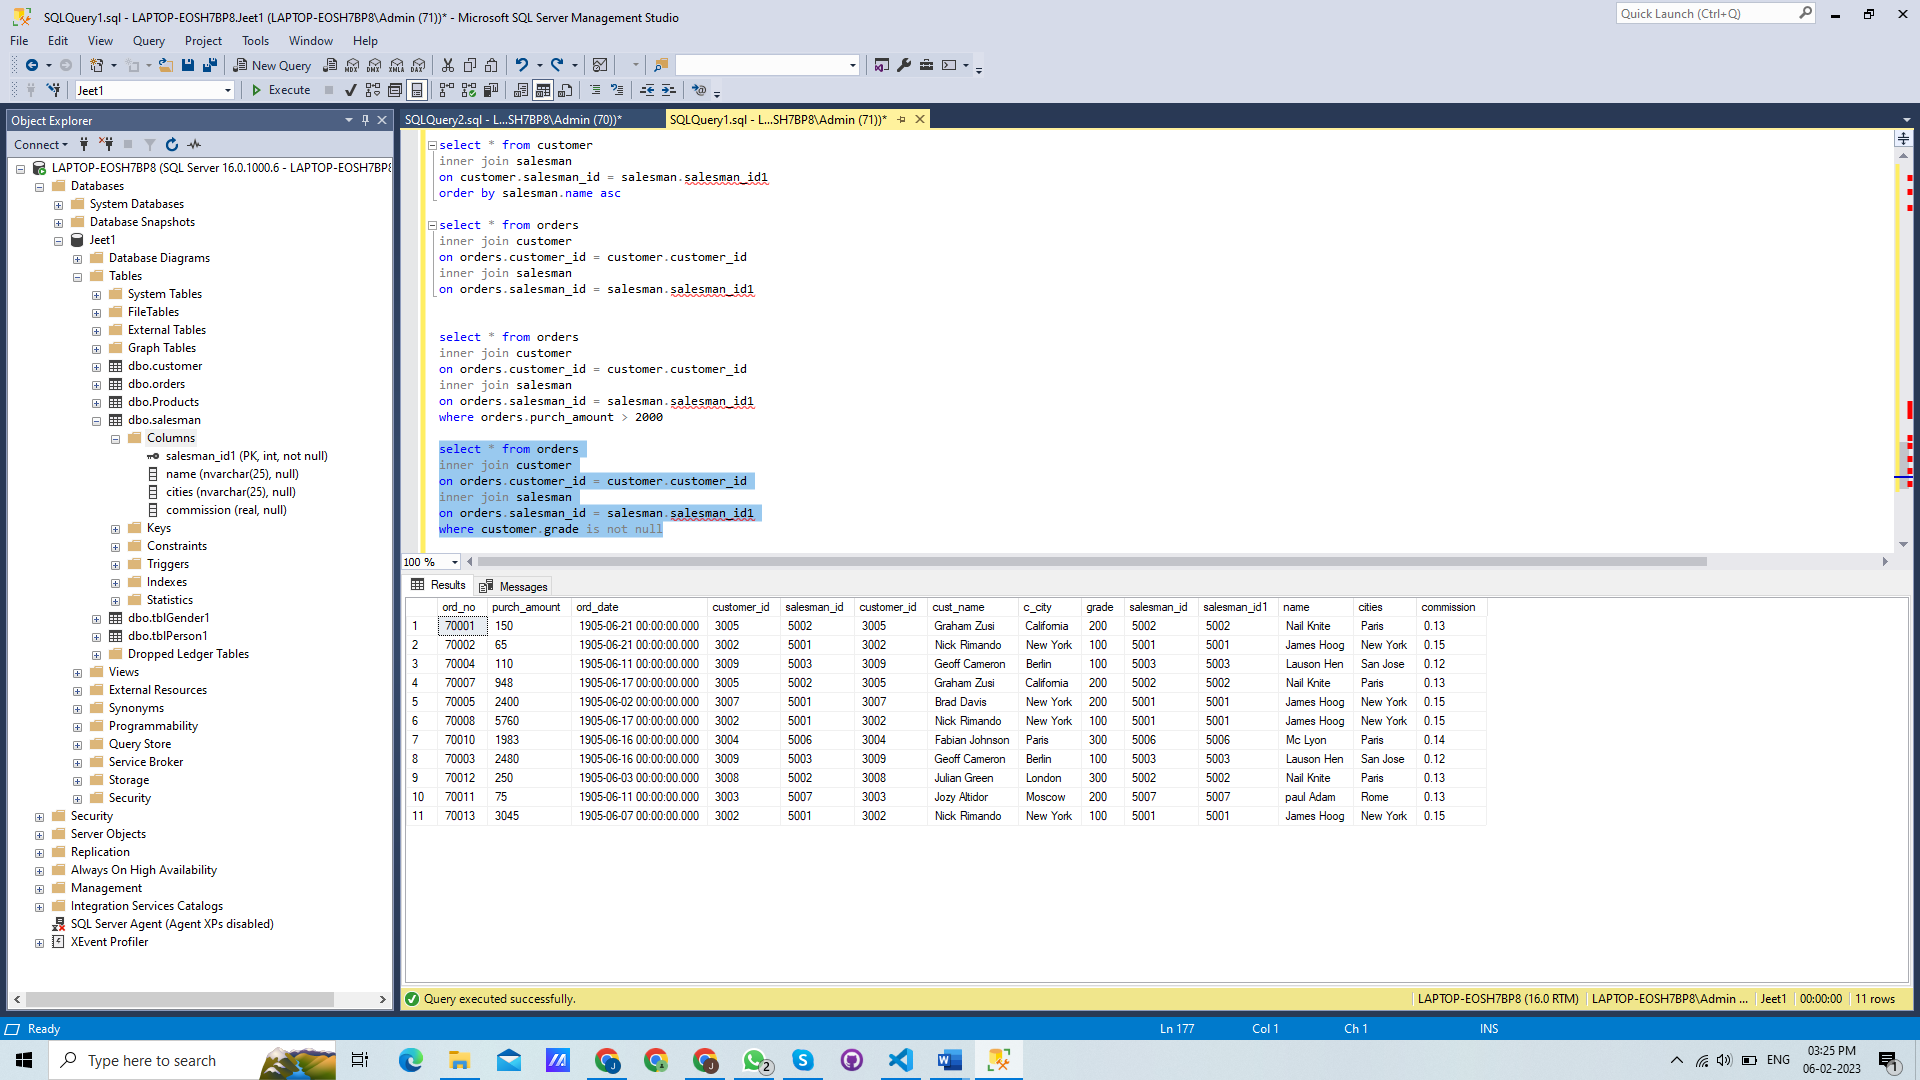 SQLQuery1.sql - LAPTOP-EOSH7BP8.Jeet1 (LAPTOP-EOSH7BP8\Admin (71))* - Microsoft SQL Server Management Studio
Quick Launch (Ctrl+Q)
File Edit View Query Project Tools Window Help
New Query MDX DMX XMLA DAX
Jeet1 Execute
Object Explorer
Connect
LAPTOP-EOSH7BP8 (SQL Server 16.0.1000.6 - LAPTOP-EOSH7BP8
Databases
System Databases
Database Snapshots
Jeet1
Database Diagrams
Tables
System Tables
FileTables
External Tables
Graph Tables
dbo.customer
dbo.orders
dbo.Products
dbo.salesman
Columns
salesman_id1 (PK, int, not null)
name (nvarchar(25), null)
cities (nvarchar(25), null)
commission (real, null)
Keys
Constraints
Triggers
Indexes
Statistics
dbo.tblGender1
dbo.tblPerson1
Dropped Ledger Tables
Views
External Resources
Synonyms
Programmability
Query Store
Service Broker
Storage
Security
Security
Server Objects
Replication
Always On High Availability
Management
Integration Services Catalogs
SQL Server Agent (Agent XPs disabled)
XEvent Profiler
SQLQuery2.sql - L...SH7BP8\Admin (70))* SQLQuery1.sql - L...SH7BP8\Admin (71))*
select * from customer
inner join salesman
on customer.salesman_id = salesman.salesman_id1
order by salesman.name asc
select * from orders
inner join customer
on orders.customer_id = customer.customer_id
inner join salesman
on orders.salesman_id = salesman.salesman_id1
select * from orders
inner join customer
on orders.customer_id = customer.customer_id
inner join salesman
on orders.salesman_id = salesman.salesman_id1
where orders.purch_amount > 2000
select * from orders
inner join customer
on orders.customer_id = customer.customer_id
inner join salesman
on orders.salesman_id = salesman.salesman_id1
where customer.grade is not null
100 %
Results Messages
ord_no purch_amount ord_date customer_id salesman_id customer_id cust_name c_city grade salesman_id salesman_id1 name cities commission
1 70001 150 1905-06-21 00:00:00.000 3005 5002 3005 Graham Zusi California 200 5002 5002 Nail Knite Paris 0.13
2 70002 65 1905-06-21 00:00:00.000 3002 5001 3002 Nick Rimando New York 100 5001 5001 James Hoog New York 0.15
3 70004 110 1905-06-11 00:00:00.000 3009 5003 3009 Geoff Cameron Berlin 100 5003 5003 Lauson Hen San Jose 0.12
4 70007 948 1905-06-17 00:00:00.000 3005 5002 3005 Graham Zusi California 200 5002 5002 Nail Knite Paris 0.13
5 70005 2400 1905-06-02 00:00:00.000 3007 5001 3007 Brad Davis New York 200 5001 5001 James Hoog New York 0.15
6 70008 5760 1905-06-17 00:00:00.000 3002 5001 3002 Nick Rimando New York 100 5001 5001 James Hoog New York 0.15
7 70010 1983 1905-06-16 00:00:00.000 3004 5006 3004 Fabian Johnson Paris 300 5006 5006 Mc Lyon Paris 0.14
8 70003 2480 1905-06-16 00:00:00.000 3009 5003 3009 Geoff Cameron Berlin 100 5003 5003 Lauson Hen San Jose 0.12
9 70012 250 1905-06-03 00:00:00.000 3008 5002 3008 Julian Green London 300 5002 5002 Nail Knite Paris 0.13
10 70011 75 1905-06-11 00:00:00.000 3003 5007 3003 Jozy Altidor Moscow 200 5007 5007 paul Adam Rome 0.13
11 70013 3045 1905-06-07 00:00:00.000 3002 5001 3002 Nick Rimando New York 100 5001 5001 James Hoog New York 0.15
Query executed successfully. LAPTOP-EOSH7BP8 (16.0 RTM) LAPTOP-EOSH7BP8\Admin ... Jeet1 00:00:00 11 rows
Ready Ln 177 Col 1 Ch 1 INS
Type here to search
2
ENG
03:25 PM
06-02-2023
1